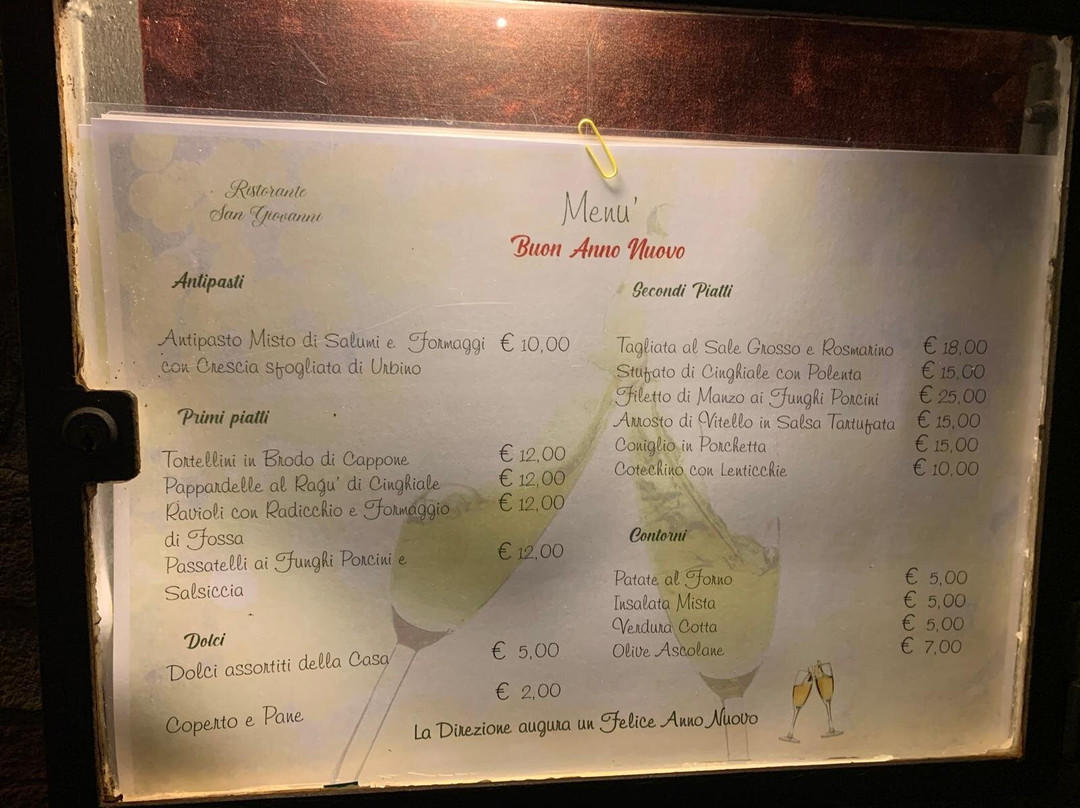 Ristorante
San Giovanni
Menu'
Buon Anno Nuovo
Antipasti
Antipasto Misto di Salumi e Formaggi € 10,00
con Crescia sfogliata di Urbino
Primi piatti
Tortellini in Brodo di Cappone € 12,00
Pappardelle al Ragu' di Cinghiale € 12,00
Ravioli con Radicchio e Formaggio € 12,00
di Fossa
Passatelli ai Funghi Porcini e € 12,00
Salsiccia
Dolci
Dolci assortiti della Casa € 5,00
Coperto e Pane € 2,00
Secondi Piatti
Tagliata al Sale Grosso e Rosmarino € 18,00
Stufato di Cinghiale con Polenta € 15,00
Filetto di Manzo ai Funghi Porcini € 25,00
Arrosto di Vitello in Salsa Tartufata € 15,00
Coniglio in Porchetta € 15,00
Cotechino con Lenticchie € 10,00
Contorni
Patate al Forno € 5,00
Insalata Mista € 5,00
Verdura Cotta € 5,00
Olive Ascolane € 7,00
La Direzione augura un Felice Anno Nuovo